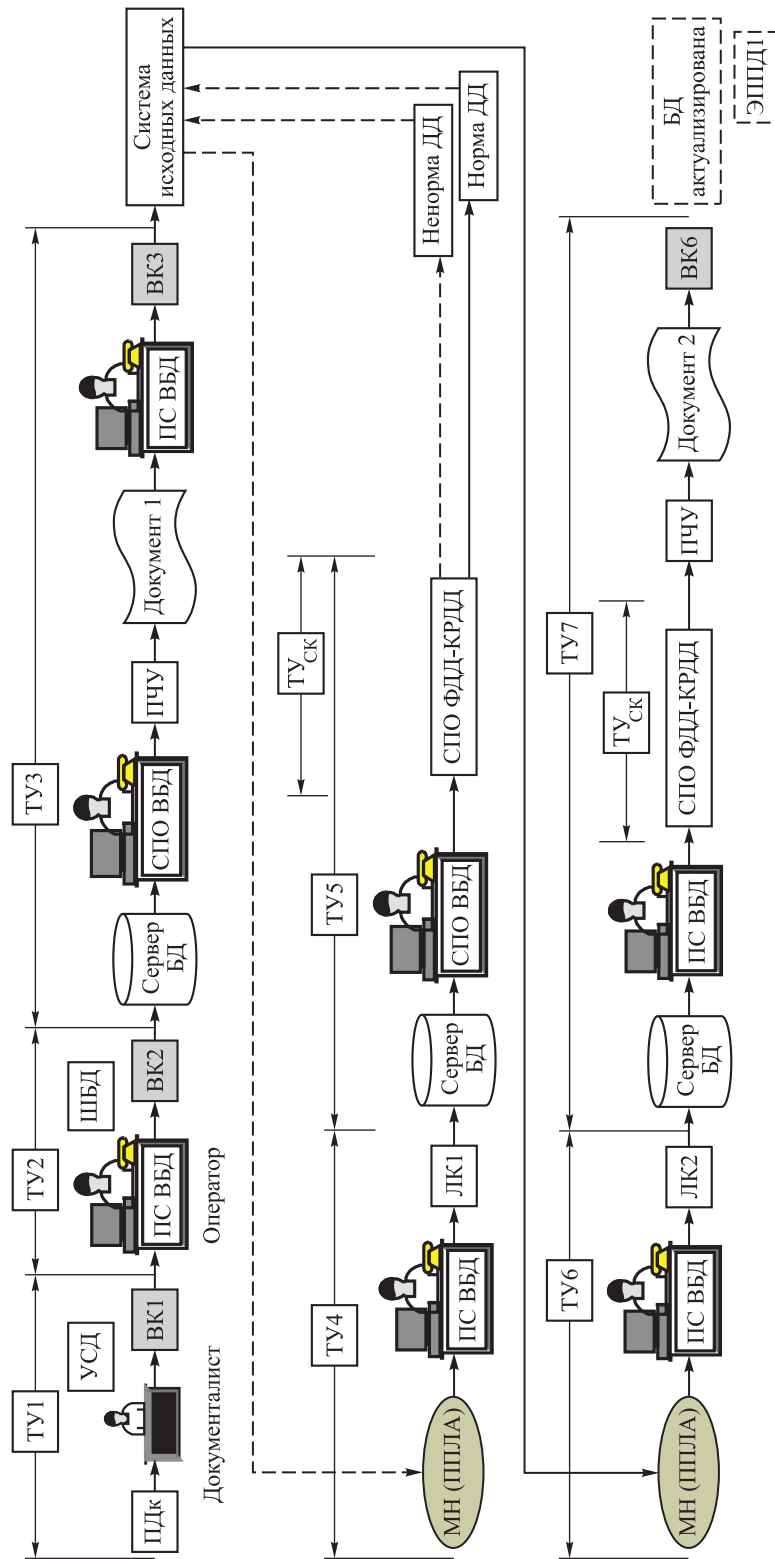 ТУ1
ТУ2
ТУ3
УСД
ШБД
ПДк
ВК1
ПС ВБД
ВК2
Сервер
БД
СПО ВБД
ПЧУ
Документ 1
ПС ВБД
ВК3
Система
исходных данных
Документалист
Оператор
ТУ4
ТУ5
ТУСК
МН (ППЛА)
ПС ВБД
ЛК1
Сервер
БД
СПО ВБД
СПО ФДД-КРДД
Ненорма ДД
Норма ДД
ТУ6
ТУ7
ТУСК
МН (ППЛА)
ПС ВБД
ЛК2
Сервер
БД
ПС ВБД
СПО ФДД-КРДД
ПЧУ
Документ 2
ВК6
БД
актуализирована
ЭППД1